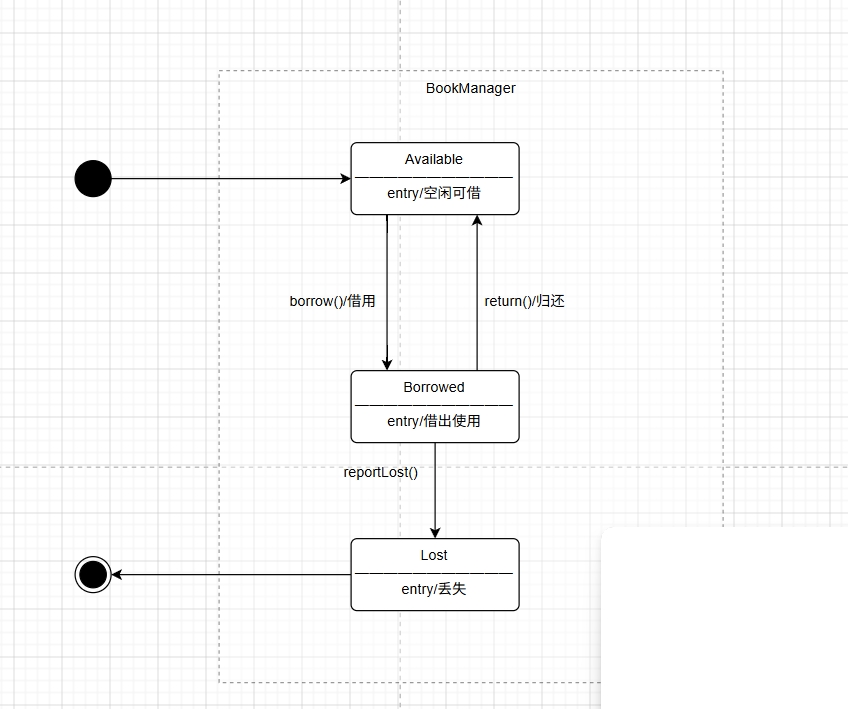 BookManager
Available
entry/空闲可借
borrow()/借用
return()/归还
Borrowed
entry/借出使用
reportLost()
Lost
entry/丢失